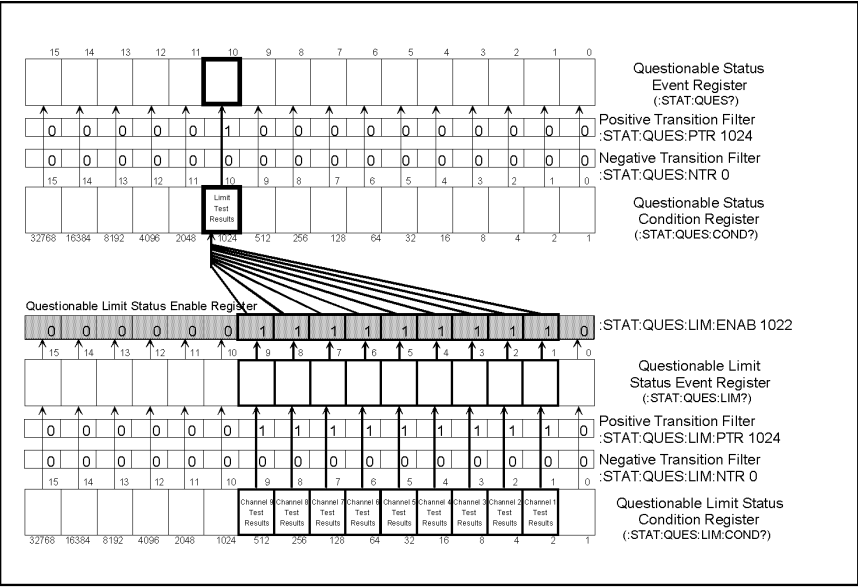 15 14 13 12 11 10 9 8 7 6 5 4 3 2 1 0
Questionable Status
Event Register
(:STAT:QUES?)
0 0 0 0 0 1 0 0 0 0 0 0 0 0 0 0
Positive Transition Filter
:STAT:QUES:PTR 1024
0 0 0 0 0 0 0 0 0 0 0 0 0 0 0 0
Negative Transition Filter
:STAT:QUES:NTR 0
15 14 13 12 11 10 9 8 7 6 5 4 3 2 1 0
Limit
Test
Results
Questionable Status
Condition Register
(:STAT:QUES:COND?)
32768 16384 8192 4096 2048 1024 512 256 128 64 32 16 8 4 2 1
Questionable Limit Status Enable Register
0 0 0 0 0 0 1 1 1 1 1 1 1 1 1 0
:STAT:QUES:LIM:ENAB 1022
15 14 13 12 11 10 9 8 7 6 5 4 3 2 1 0
Questionable Limit
Status Event Register
(:STAT:QUES:LIM?)
0 0 0 0 0 0 1 1 1 1 1 1 1 1 1 0
Positive Transition Filter
:STAT:QUES:LIM:PTR 1024
0 0 0 0 0 0 0 0 0 0 0 0 0 0 0 0
Negative Transition Filter
:STAT:QUES:LIM:NTR 0
15 14 13 12 11 10 9 8 7 6 5 4 3 2 1 0
Channel 9 Channel 8 Channel 7 Channel 6 Channel 5 Channel 4 Channel 3 Channel 2 Channel 1
Test Test Test Test Test Test Test Test Test
Results Results Results Results Results Results Results Results Results
Questionable Limit Status
Condition Register
(:STAT:QUES:LIM:COND?)
32768 16384 8192 4096 2048 1024 512 256 128 64 32 16 8 4 2 1